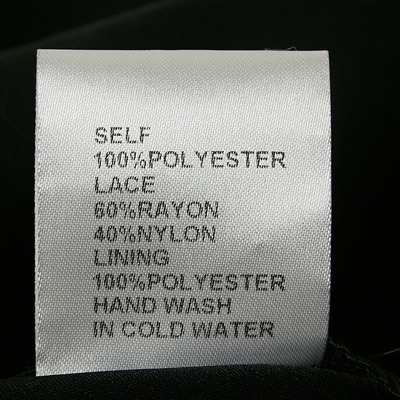 SELF
100%POLYESTER
LACE
60%RAYON
40%NYLON
LINING
100%POLYESTER
HAND WASH
IN COLD WATER